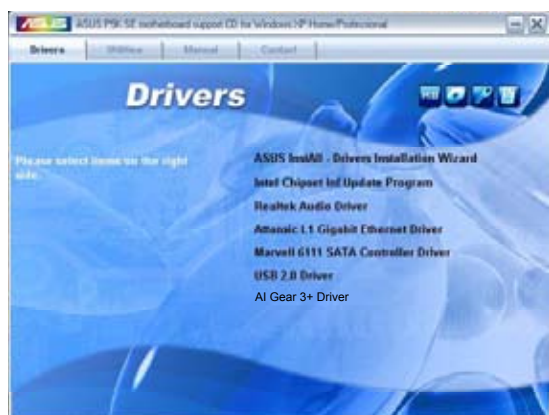 ASUS P5K SE motherboard support CD for Windows XP Home/Professional
Drivers
Utilities
Manual
Contact
Drivers
Please select items on the right
side.
ASUS InstAll - Drivers Installation Wizard
Intel Chipset Inf Update Program
Realtek Audio Driver
Attansic L1 Gigabit Ethernet Driver
Marvell 6111 SATA Controller Driver
USB 2.0 Driver
AI Gear 3+ Driver